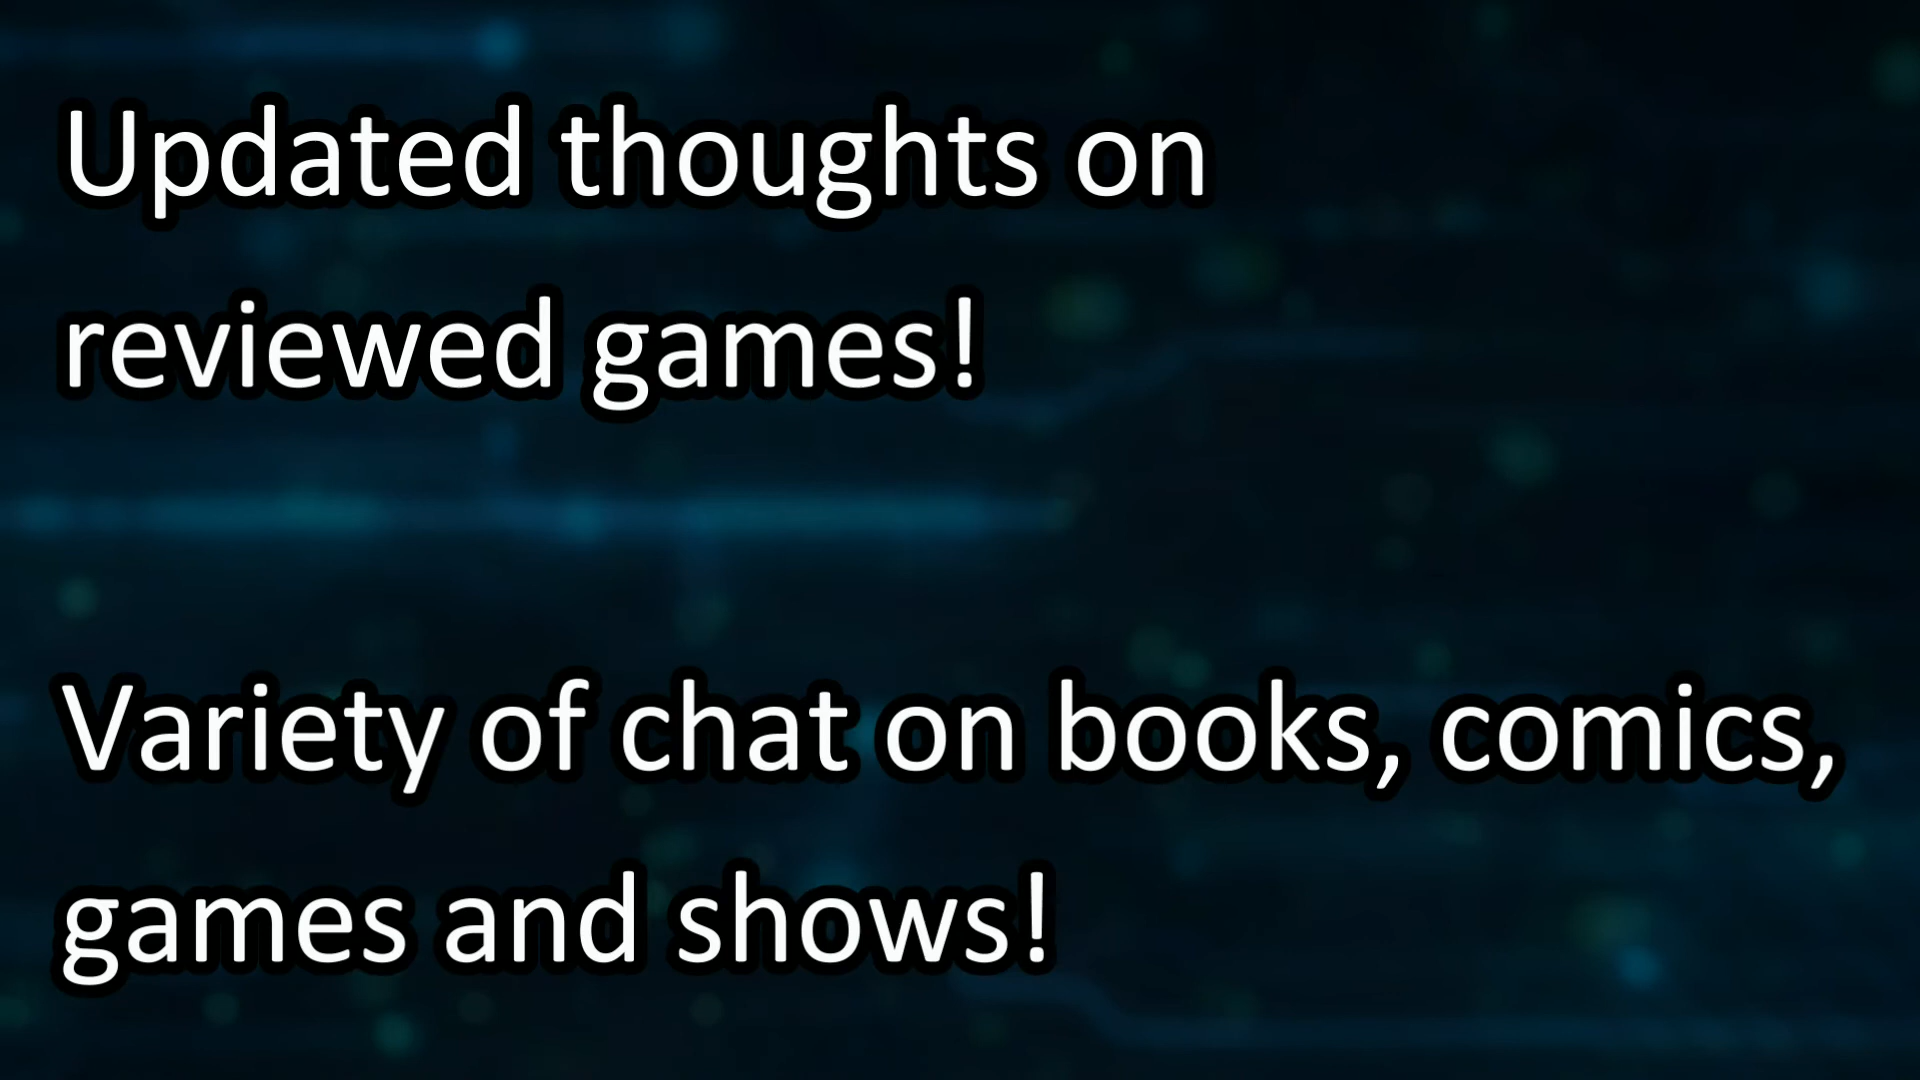 Updated thoughts on
reviewed games!
Variety of chat on books, comics,
games and shows!